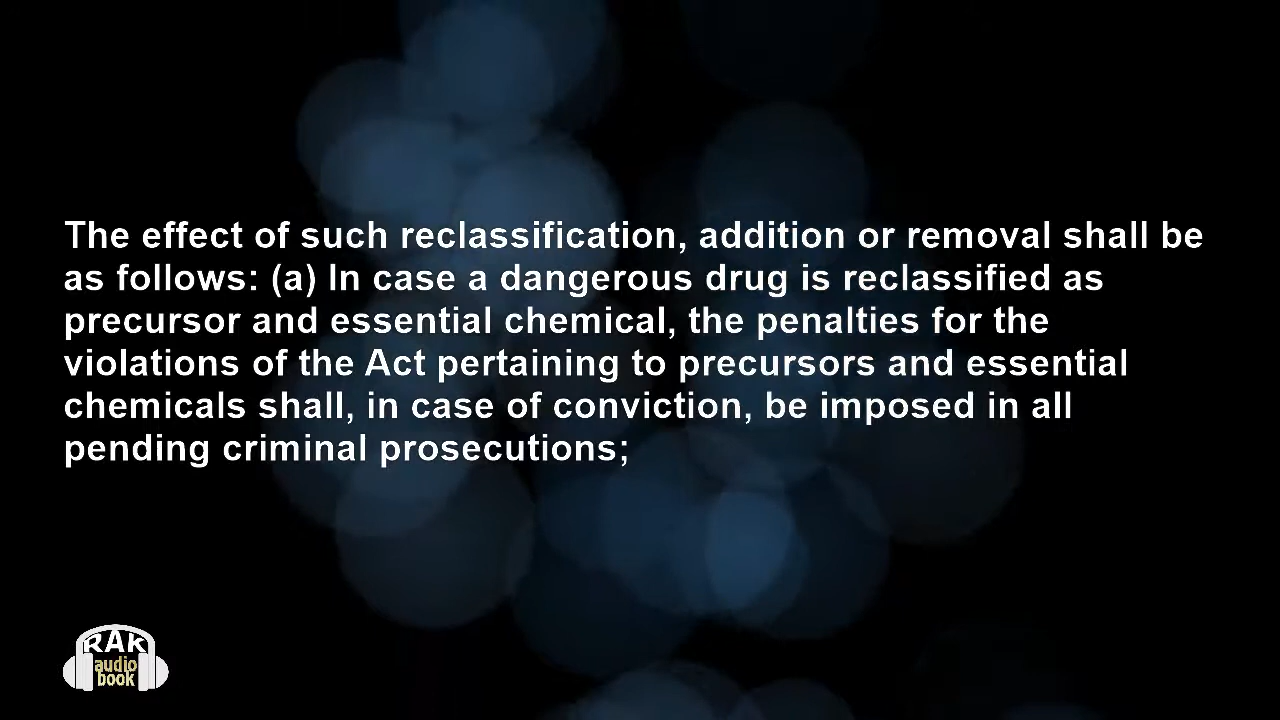 The effect of such reclassification, addition or removal shall be
as follows: (a) In case a dangerous drug is reclassified as
precursor and essential chemical, the penalties for the
violations of the Act pertaining to precursors and essential
chemicals shall, in case of conviction, be imposed in all
pending criminal prosecutions;
RAK
audio
book